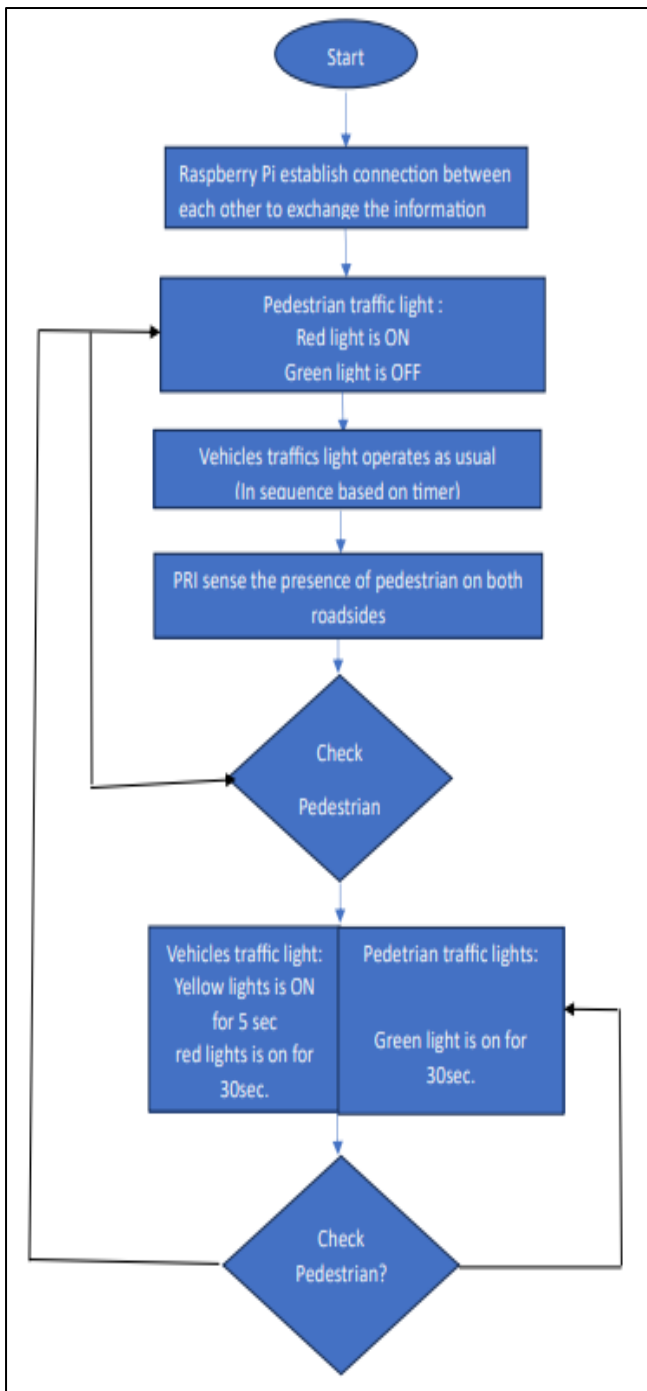 Start
Raspberry Pi establish connection between
each other to exchange the information
Pedestrian traffic light :
Red light is ON
Green light is OFF
Vehicles traffics light operates as usual
(In sequence based on timer)
PRI sense the presence of pedestrian on both
roadsides
Check
Pedestrian
Vehicles traffic light:
Yellow lights is ON
for 5 sec
red lights is on for
30sec.
Pedetrian traffic lights:
Green light is on for
30sec.
Check
Pedestrian?